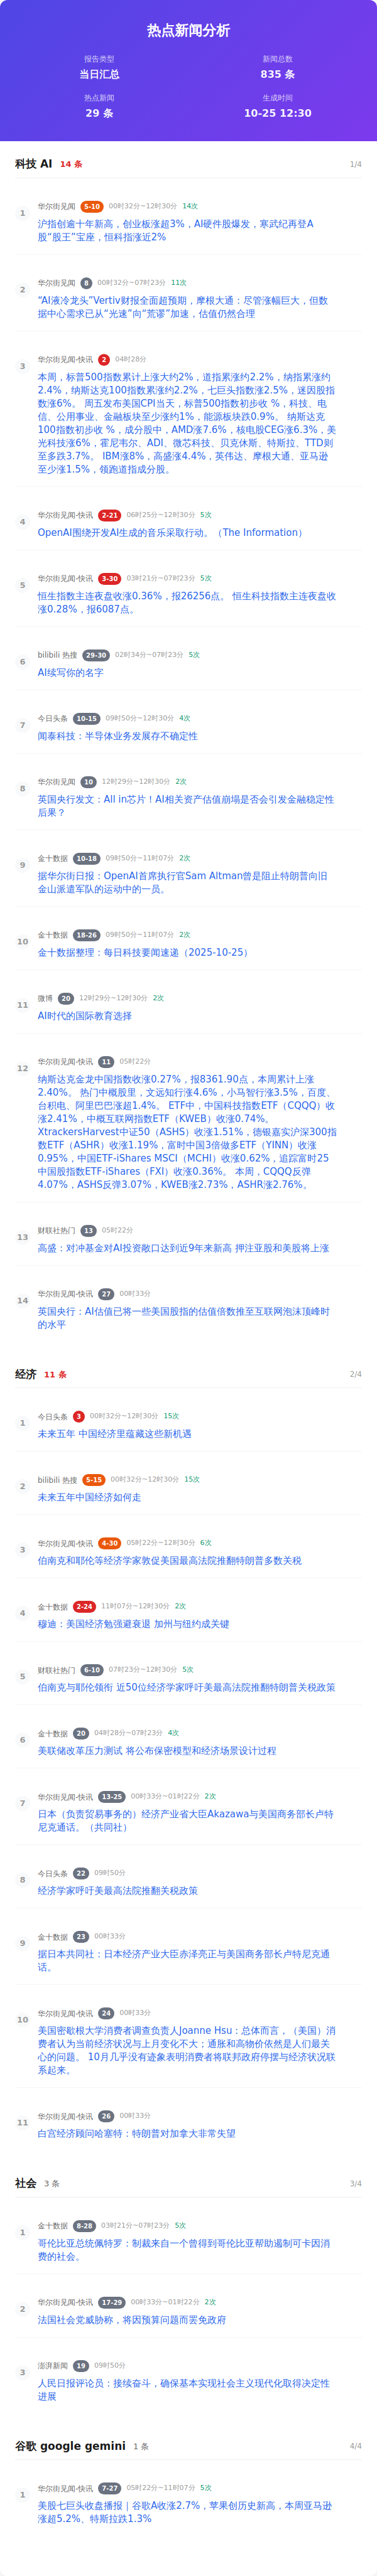 热点新闻分析
报告类型
当日汇总
新闻总数
835 条
热点新闻
29 条
生成时间
10-25 12:30
科技 AI 14 条 1/4
1
华尔街见闻 5-10 00时32分~12时30分 14次
沪指创逾十年新高，创业板涨超3%，AI硬件股爆发，寒武纪再登A
股“股王”宝座，恒科指涨近2%
2
华尔街见闻 8 00时32分~07时23分 11次
“AI液冷龙头”Vertiv财报全面超预期，摩根大通：尽管涨幅巨大，但数
据中心需求已从“光速”向“荒谬”加速，估值仍然合理
3
华尔街见闻-快讯 2 04时28分
本周，标普500指数累计上涨大约2%，道指累涨约2.2%，纳指累涨约
2.4%，纳斯达克100指数累涨约2.2%，七巨头指数涨2.5%，迷因股指
数涨6%。 周五发布美国CPI当天，标普500指数初步收 %，科技、电
信、公用事业、金融板块至少涨约1%，能源板块跌0.9%。 纳斯达克
100指数初步收 %，成分股中，AMD涨7.6%，核电股CEG涨6.3%，美
光科技涨6%，霍尼韦尔、ADI、微芯科技、贝克休斯、特斯拉、TTD则
至多跌3.7%。 IBM涨8%，高盛涨4.4%，英伟达、摩根大通、亚马逊
至少涨1.5%，领跑道指成分股。
4
华尔街见闻-快讯 2-21 06时25分~12时30分 5次
OpenAI围绕开发AI生成的音乐采取行动。（The Information）
5
华尔街见闻-快讯 3-30 03时21分~07时23分 5次
恒生指数主连夜盘收涨0.36%，报26256点。 恒生科技指数主连夜盘收
涨0.28%，报6087点。
6
bilibili 热搜 29-30 02时34分~07时23分 5次
AI续写你的名字
7
今日头条 10-15 09时50分~12时30分 4次
闻泰科技：半导体业务发展存不确定性
8
华尔街见闻 10 12时29分~12时30分 2次
英国央行发文：All in芯片！AI相关资产估值崩塌是否会引发金融稳定性
后果？
9
金十数据 10-18 09时50分~11时07分 2次
据华尔街日报：OpenAI首席执行官Sam Altman曾是阻止特朗普向旧
金山派遣军队的运动中的一员。
10
金十数据 18-26 09时50分~11时07分 2次
金十数据整理：每日科技要闻速递（2025-10-25）
11
微博 20 12时29分~12时30分 2次
AI时代的国际教育选择
12
华尔街见闻-快讯 11 05时22分
纳斯达克金龙中国指数收涨0.27%，报8361.90点，本周累计上涨
2.40%。 热门中概股里，文远知行涨4.6%，小马智行涨3.5%，百度、
台积电、阿里巴巴涨超1.4%。 ETF中，中国科技指数ETF（CQQQ）收
涨2.41%，中概互联网指数ETF（KWEB）收涨0.74%，
XtrackersHarvest中证50（ASHS）收涨1.51%，德银嘉实沪深300指
数ETF（ASHR）收涨1.19%，富时中国3倍做多ETF（YINN）收涨
0.95%，中国ETF-iShares MSCI（MCHI）收涨0.62%，追踪富时25
中国股指数ETF-iShares（FXI）收涨0.36%。 本周，CQQQ反弹
4.07%，ASHS反弹3.07%，KWEB涨2.73%，ASHR涨2.76%。
13
财联社热门 13 05时22分
高盛：对冲基金对AI投资敞口达到近9年来新高 押注亚股和美股将上涨
14
华尔街见闻-快讯 27 00时33分
英国央行：AI估值已将一些美国股指的估值倍数推至互联网泡沫顶峰时
的水平
经济 11 条 2/4
1
今日头条 3 00时32分~12时30分 15次
未来五年 中国经济里蕴藏这些新机遇
2
bilibili 热搜 5-15 00时32分~12时30分 15次
未来五年中国经济如何走
3
华尔街见闻-快讯 4-30 05时22分~12时30分 6次
伯南克和耶伦等经济学家敦促美国最高法院推翻特朗普多数关税
4
金十数据 2-24 11时07分~12时30分 2次
穆迪：美国经济勉强避衰退 加州与纽约成关键
5
财联社热门 6-10 07时23分~12时30分 5次
伯南克与耶伦领衔 近50位经济学家呼吁美最高法院推翻特朗普关税政策
6
金十数据 20 04时28分~07时23分 4次
美联储改革压力测试 将公布保密模型和经济场景设计过程
7
华尔街见闻-快讯 13-25 00时33分~01时22分 2次
日本（负责贸易事务的）经济产业省大臣Akazawa与美国商务部长卢特
尼克通话。（共同社）
8
今日头条 22 09时50分
经济学家呼吁美最高法院推翻关税政策
9
金十数据 23 00时33分
据日本共同社：日本经济产业大臣赤泽亮正与美国商务部长卢特尼克通
话。
10
华尔街见闻-快讯 24 00时33分
美国密歇根大学消费者调查负责人Joanne Hsu：总体而言，（美国）消
费者认为当前经济状况与上月变化不大；通胀和高物价依然是人们最关
心的问题。 10月几乎没有迹象表明消费者将联邦政府停摆与经济状况联
系起来。
11
华尔街见闻-快讯 26 00时33分
白宫经济顾问哈塞特：特朗普对加拿大非常失望
社会 3 条 3/4
1
金十数据 8-28 03时21分~07时23分 5次
哥伦比亚总统佩特罗：制裁来自一个曾得到哥伦比亚帮助遏制可卡因消
费的社会。
2
华尔街见闻-快讯 17-29 00时33分~01时22分 2次
法国社会党威胁称，将因预算问题而罢免政府
3
澎湃新闻 19 09时50分
人民日报评论员：接续奋斗，确保基本实现社会主义现代化取得决定性
进展
谷歌 google gemini 1 条 4/4
1
华尔街见闻-快讯 7-27 05时22分~11时07分 5次
美股七巨头收盘播报｜谷歌A收涨2.7%，苹果创历史新高，本周亚马逊
涨超5.2%、特斯拉跌1.3%